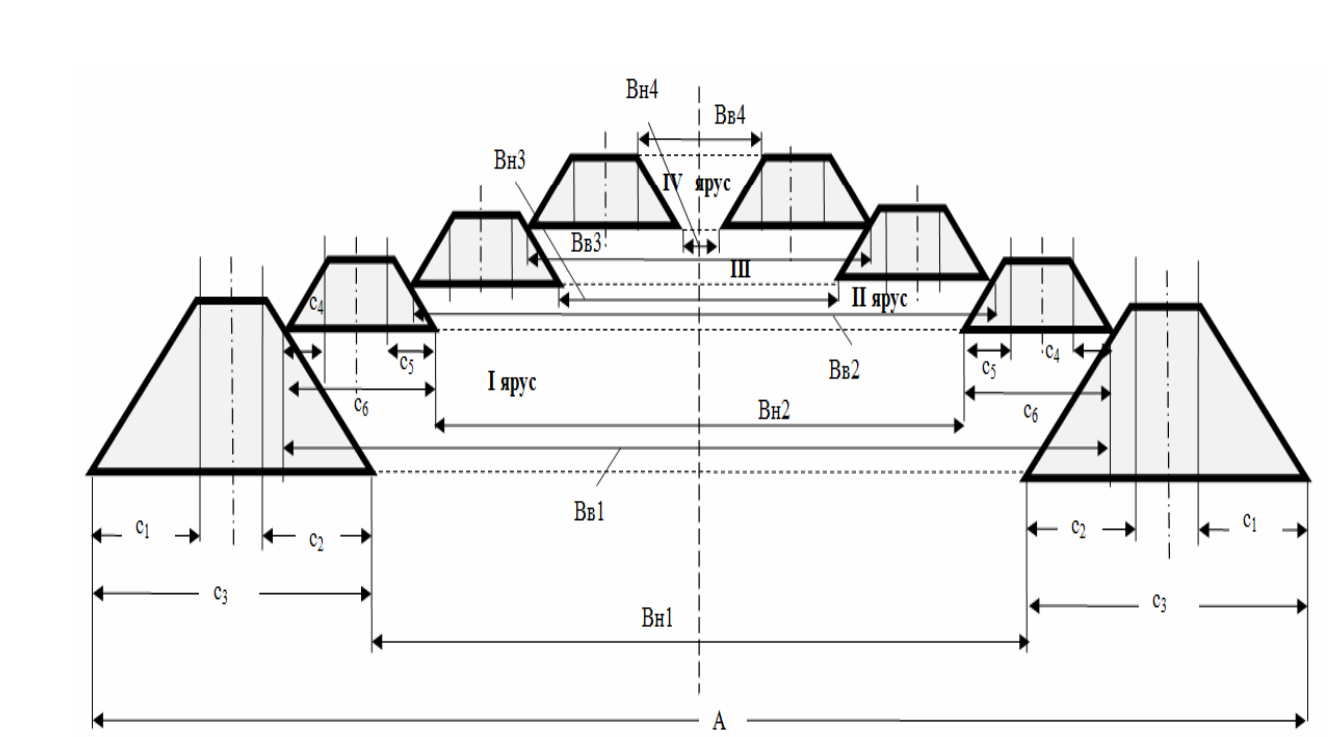 Вн4
Вв4
Вн3
IV ярус
Вв3
III
II ярус
c₄
c₅
c₆
I ярус
Вв2
c₅
c₄
c₆
Вн2
Вв1
c₁
c₂
c₂
c₁
c₃
c₃
Вн1
А